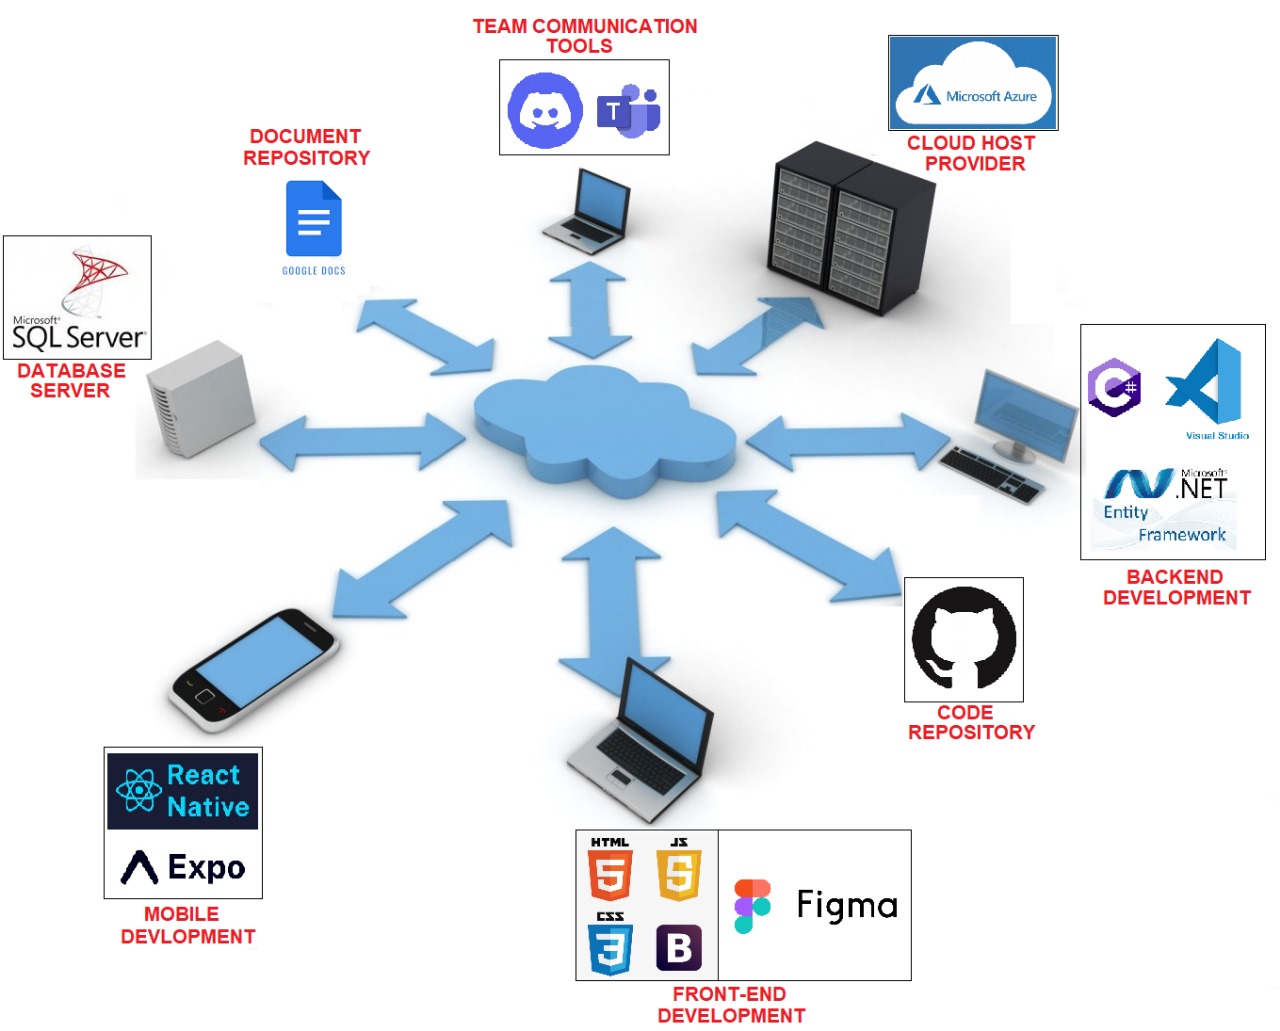 TEAM COMMUNICATION
TOOLS
T
Microsoft Azure
CLOUD HOST
PROVIDER
DOCUMENT
REPOSITORY
GOOGLE DOCS
Microsoft®
SQL Server®
DATABASE
SERVER
C#
Visual Studio
Microsoft®
.NET
Entity
Framework
BACKEND
DEVELOPMENT
CODE
REPOSITORY
React
Native
Expo
MOBILE
DEVLOPMENT
HTML
5
JS
5
CSS
3
B
Figma
FRONT-END
DEVELOPMENT